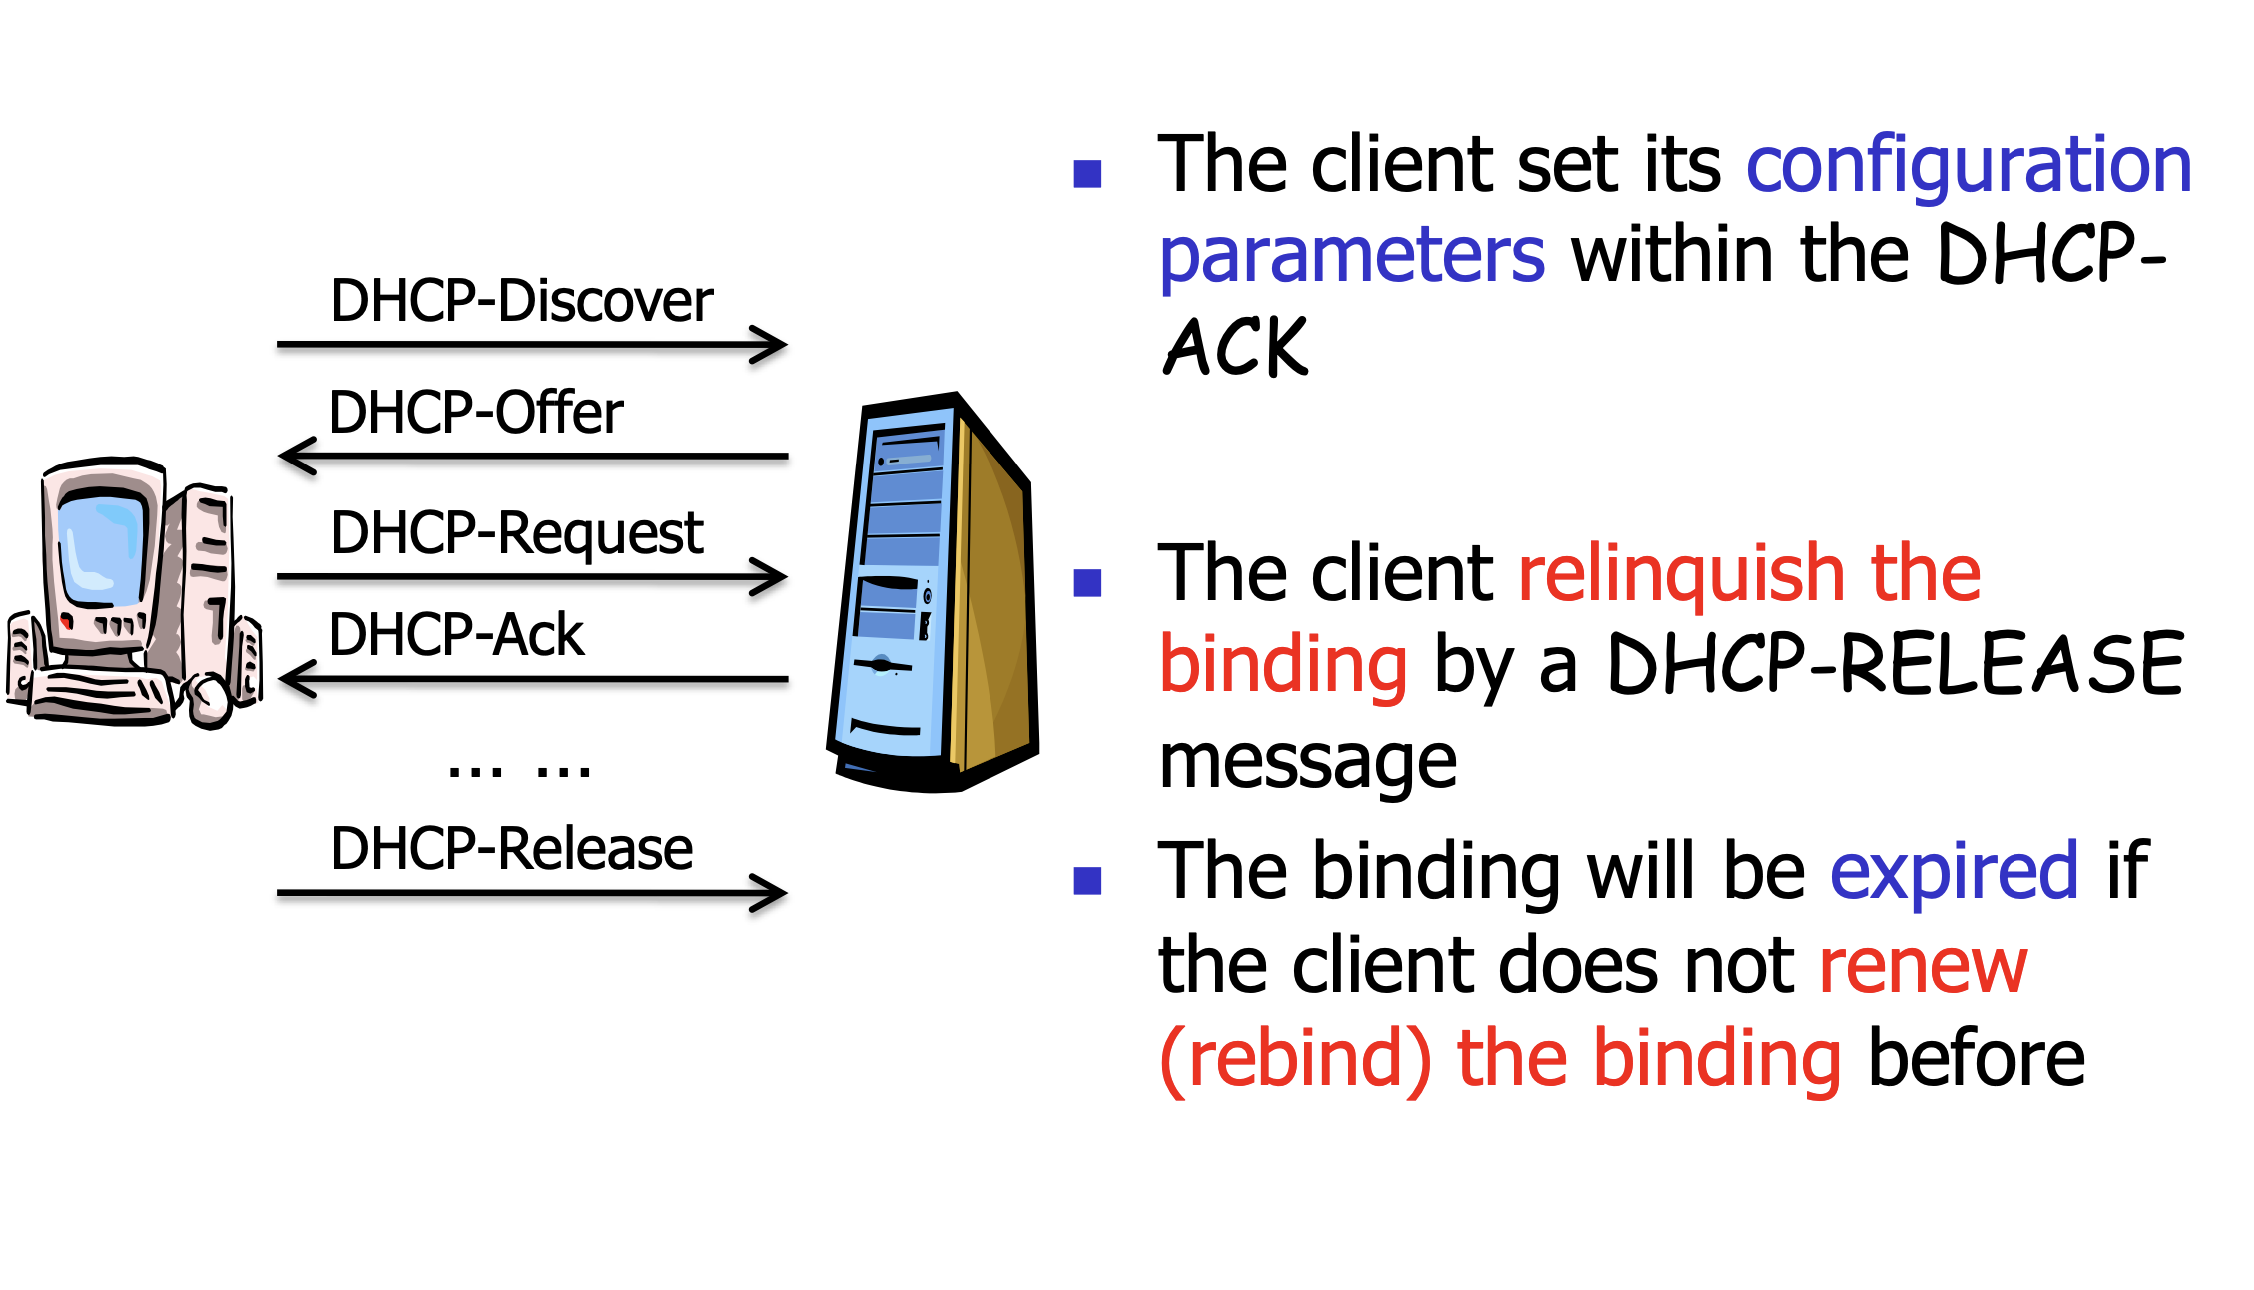 DHCP-Discover
DHCP-Offer
DHCP-Request
DHCP-Ack
... ...
DHCP-Release
The client set its configuration
parameters within the DHCP-
ACK
The client relinquish the
binding by a DHCP-RELEASE
message
The binding will be expired if
the client does not renew
(rebind) the binding before